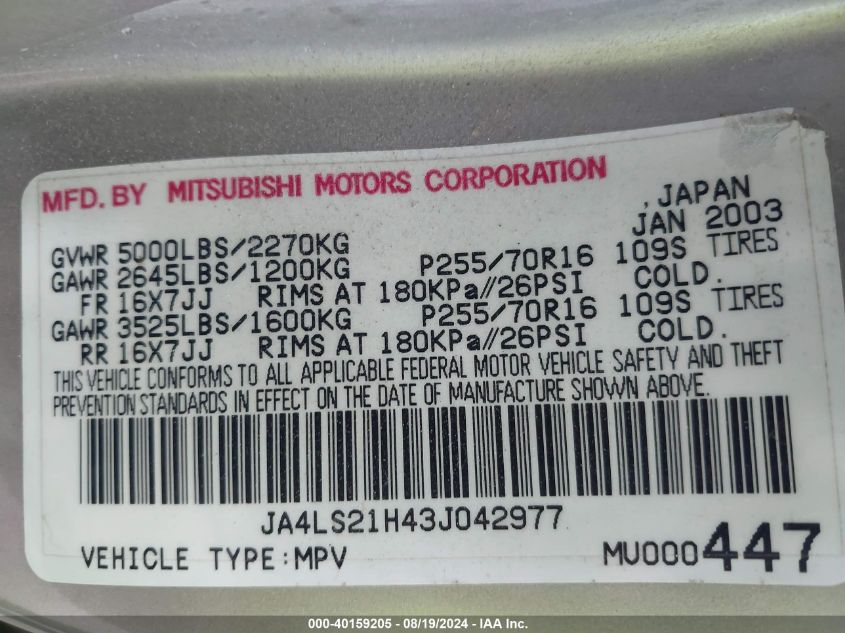 MFD. BY MITSUBISHI MOTORS CORPORATION
, JAPAN
JAN 2003
GVWR 5000LBS/2270KG
GAWR 2645LBS/1200KG P255/70R16 109S TIRES
FR 16X7JJ RIMS AT 180KPa//26PSI COLD.
GAWR 3525LBS/1600KG P255/70R16 109S TIRES
RR 16X7JJ RIMS AT 180KPa//26PSI COLD.
THIS VEHICLE CONFORMS TO ALL APPLICABLE FEDERAL MOTOR VEHICLE SAFETY AND THEFT
PREVENTION STANDARDS IN EFFECT ON THE DATE OF MANUFACTURE SHOWN ABOVE.
JA4LS21H43J042977
VEHICLE TYPE:MPV MU000447
000-40159205 - 08/19/2024 - IAA Inc.